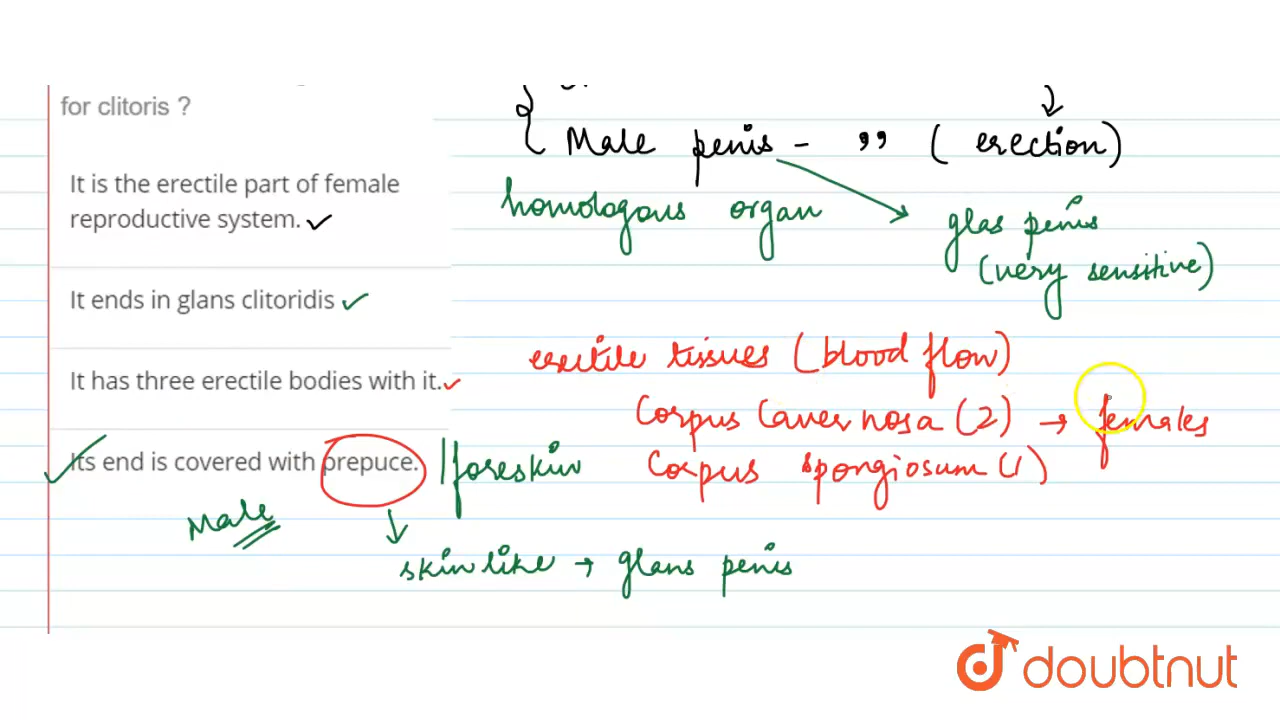 for clitoris ?
It is the erectile part of female
reproductive system.
It ends in glans clitoridis
It has three erectile bodies with it.
Its end is covered with prepuce.
Male
Male penis - ,, ( erection)
homologous organ
glas penis
(very sensitive)
erectile tissues (blood flow)
Corpus Cavernosa (2) → females
Corpus spongiosum (1)
| foreskin
skin like → glans penis
doubtnut